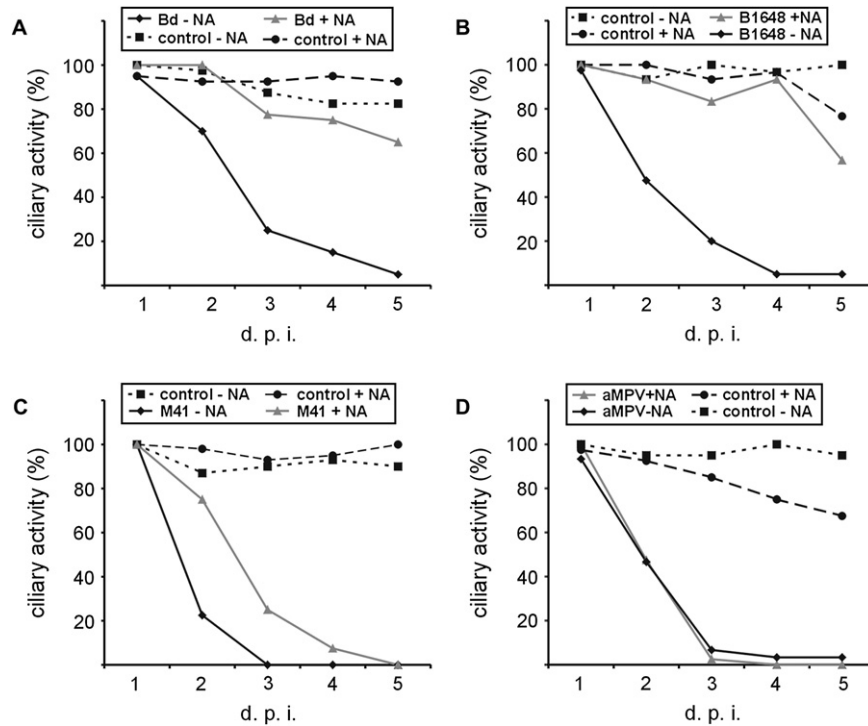 A
Bd - NA Bd + NA
control - NA control + NA
ciliary activity (%)
100
80
60
40
20
1 2 3 4 5
d. p. i.
B
control - NA B1648 +NA
control + NA B1648 - NA
ciliary activity (%)
100
80
60
40
20
1 2 3 4 5
d. p. i.
C
control - NA control + NA
M41 - NA M41 + NA
ciliary activity (%)
100
80
60
40
20
1 2 3 4 5
d. p. i.
D
aMPV+NA control + NA
aMPV-NA control - NA
ciliary activity (%)
100
80
60
40
20
1 2 3 4 5
d. p. i.